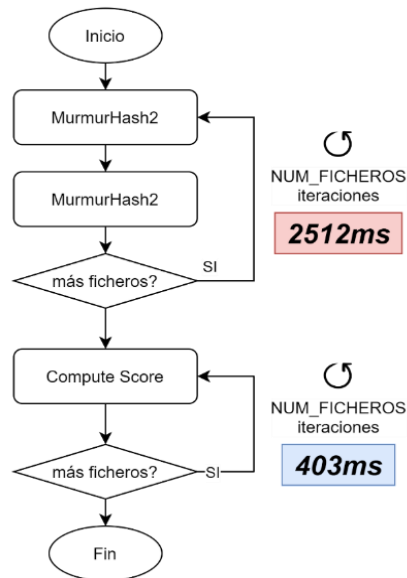 Inicio
MurmurHash2
MurmurHash2
más ficheros?
SI
NUM_FICHEROS
iteraciones
2512ms
Compute Score
más ficheros?
SI
NUM_FICHEROS
iteraciones
403ms
Fin